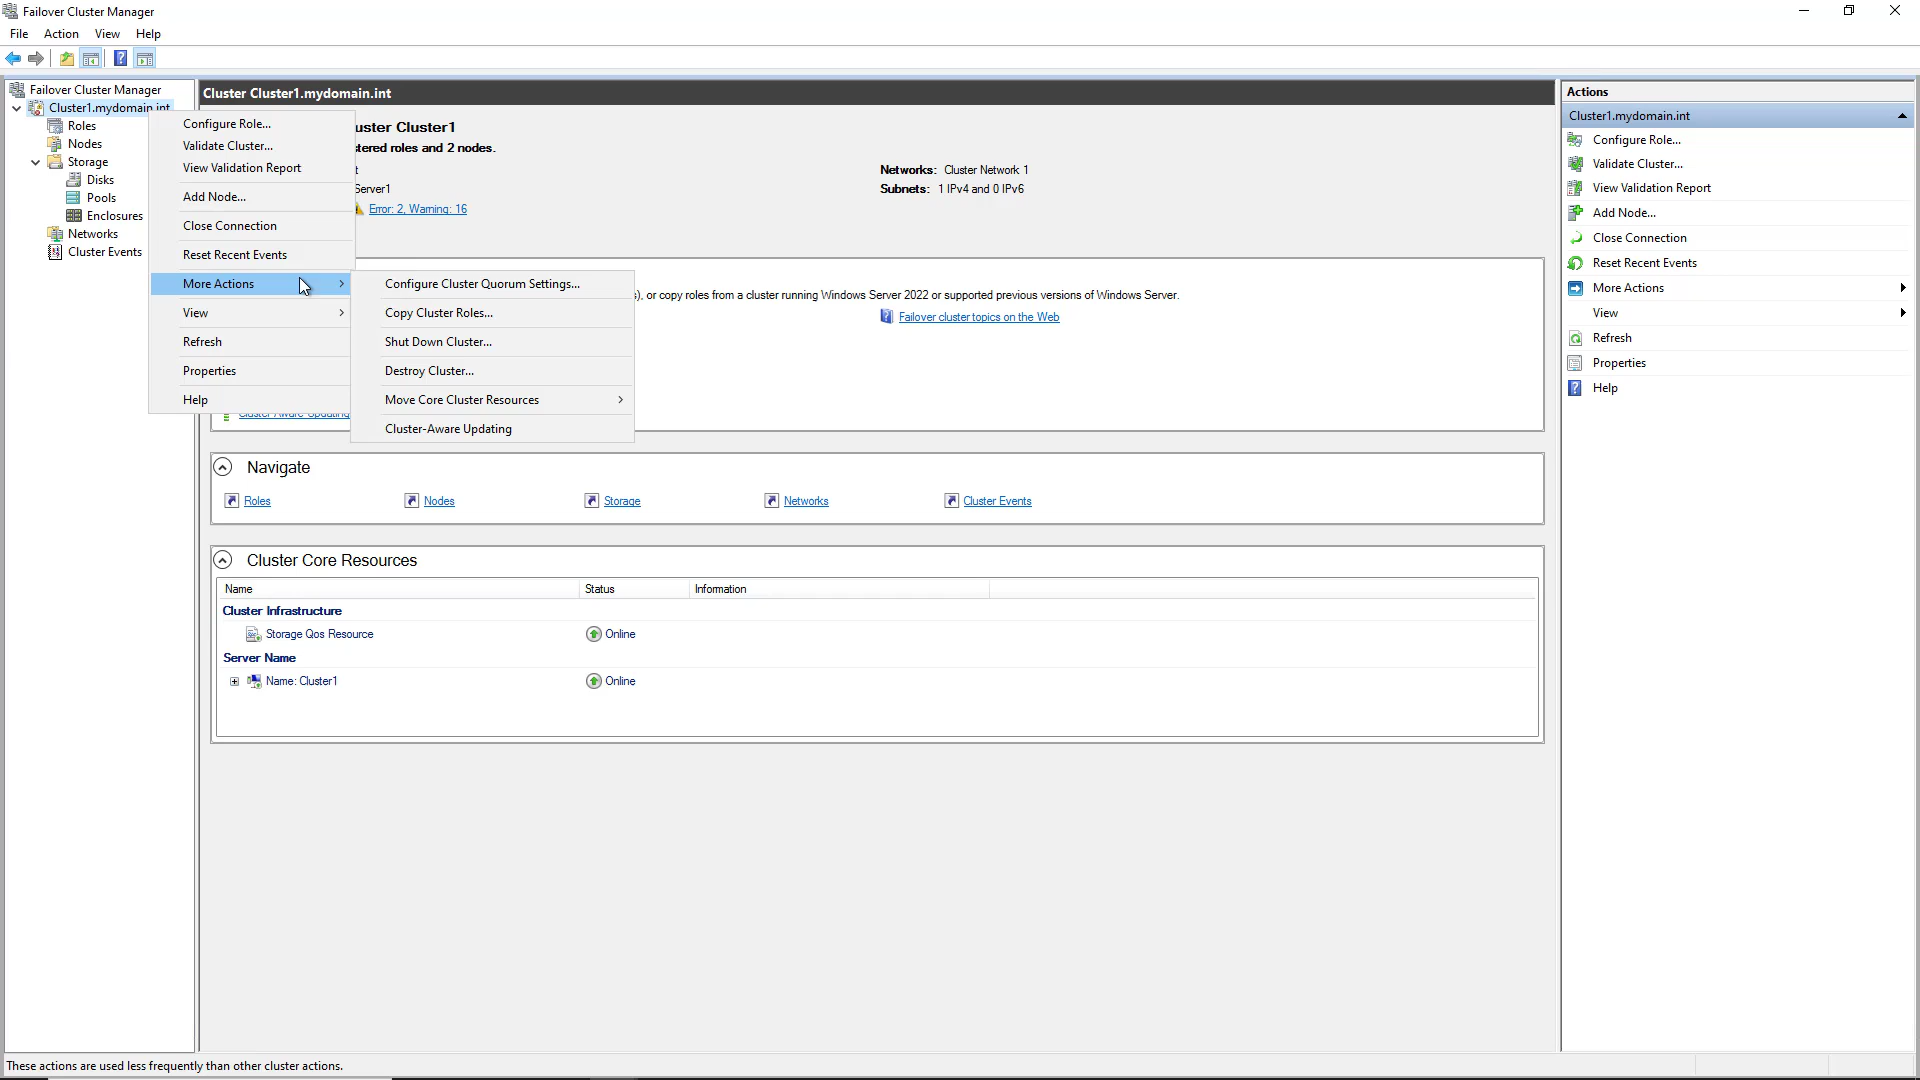 Failover Cluster Manager
File Action View Help
Failover Cluster Manager
Cluster1.mydomain.int
Roles
Nodes
Storage
Disks
Pools
Enclosures
Networks
Cluster Events
Configure Role...
Validate Cluster...
View Validation Report
Add Node...
Close Connection
Reset Recent Events
More Actions
View
Refresh
Properties
Help
Configure Cluster Quorum Settings...
Copy Cluster Roles...
Shut Down Cluster...
Destroy Cluster...
Move Core Cluster Resources
Cluster-Aware Updating
Cluster Cluster1.mydomain.int
uster Cluster1
stered roles and 2 nodes.
t
Server1
Error: 2, Warning: 16
Networks: Cluster Network 1
Subnets: 1 IPv4 and 0 IPv6
), or copy roles from a cluster running Windows Server 2022 or supported previous versions of Windows Server.
Failover cluster topics on the Web
Cluster-Aware Updating
Navigate
Roles Nodes Storage Networks Cluster Events
Cluster Core Resources
Name Status Information
Cluster Infrastructure
Storage Qos Resource Online
Server Name
Name: Cluster1 Online
Actions
Cluster1.mydomain.int
Configure Role...
Validate Cluster...
View Validation Report
Add Node...
Close Connection
Reset Recent Events
More Actions
View
Refresh
Properties
Help
These actions are used less frequently than other cluster actions.